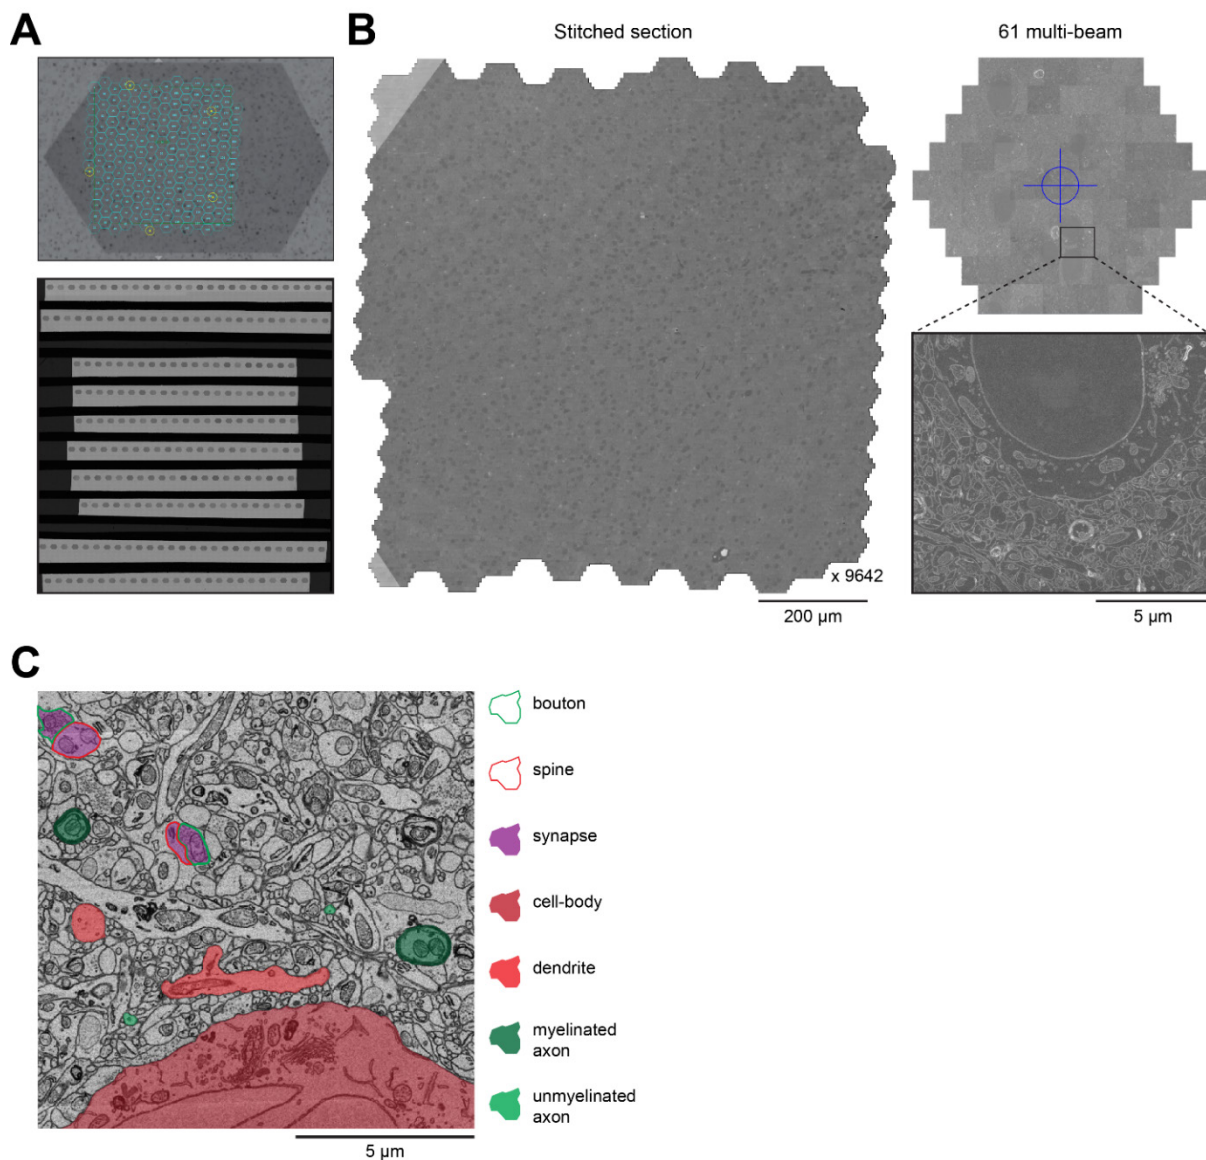 A
B
Stitched section
61 multi-beam
x 9642
200 µm
5 µm
C
bouton
spine
synapse
cell-body
dendrite
myelinated
axon
unmyelinated
axon
5 µm